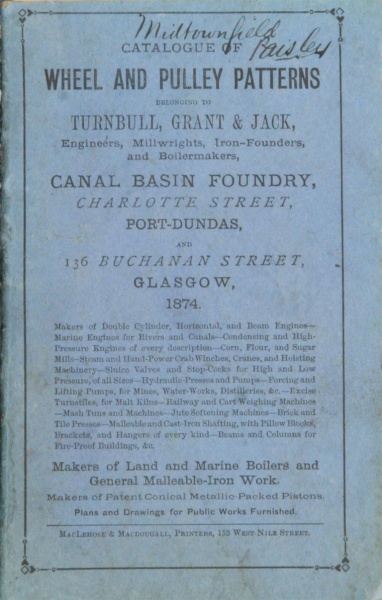 Midtownfield
Paisley
CATALOGUE OF
WHEEL AND PULLEY PATTERNS
BELONGING TO
TURNBULL, GRANT & JACK,
Engineers, Millwrights, Iron-Founders,
and Boilermakers,
CANAL BASIN FOUNDRY,
CHARLOTTE STREET,
PORT-DUNDAS,
AND
136 BUCHANAN STREET,
GLASGOW,
1874.
Makers of Double Cylinder, Horizontal, and Beam Engines—
Marine Engines for Rivers and Canals—Condensing and High-
Pressure Engines of every description—Corn, Flour, and Sugar
Mills—Steam and Hand-Power Crab Winches, Cranes, and Hoisting
Machinery—Sluice Valves and Stop-Cocks for High and Low
Pressure, of all Sizes—Hydraulic Presses and Pumps—Forcing and
Lifting Pumps, for Mines, Water-Works, Distilleries, &c.—Excise
Turnstiles, for Malt Kilns—Railway and Cart Weighing Machines
—Mash Tuns and Machines—Jute Softening Machines—Brick and
Tile Presses—Malleable and Cast-Iron Shafting, with Pillow Blocks,
Brackets, and Hangers of every kind—Beams and Columns for
Fire-Proof Buildings, &c.
Makers of Land and Marine Boilers and
General Malleable-Iron Work.
Makers of Patent Conical Metallic Packed Pistons.
Plans and Drawings for Public Works Furnished.
MACLEHOSE & MACDOUGALL, PRINTERS, 153 WEST NILE STREET.